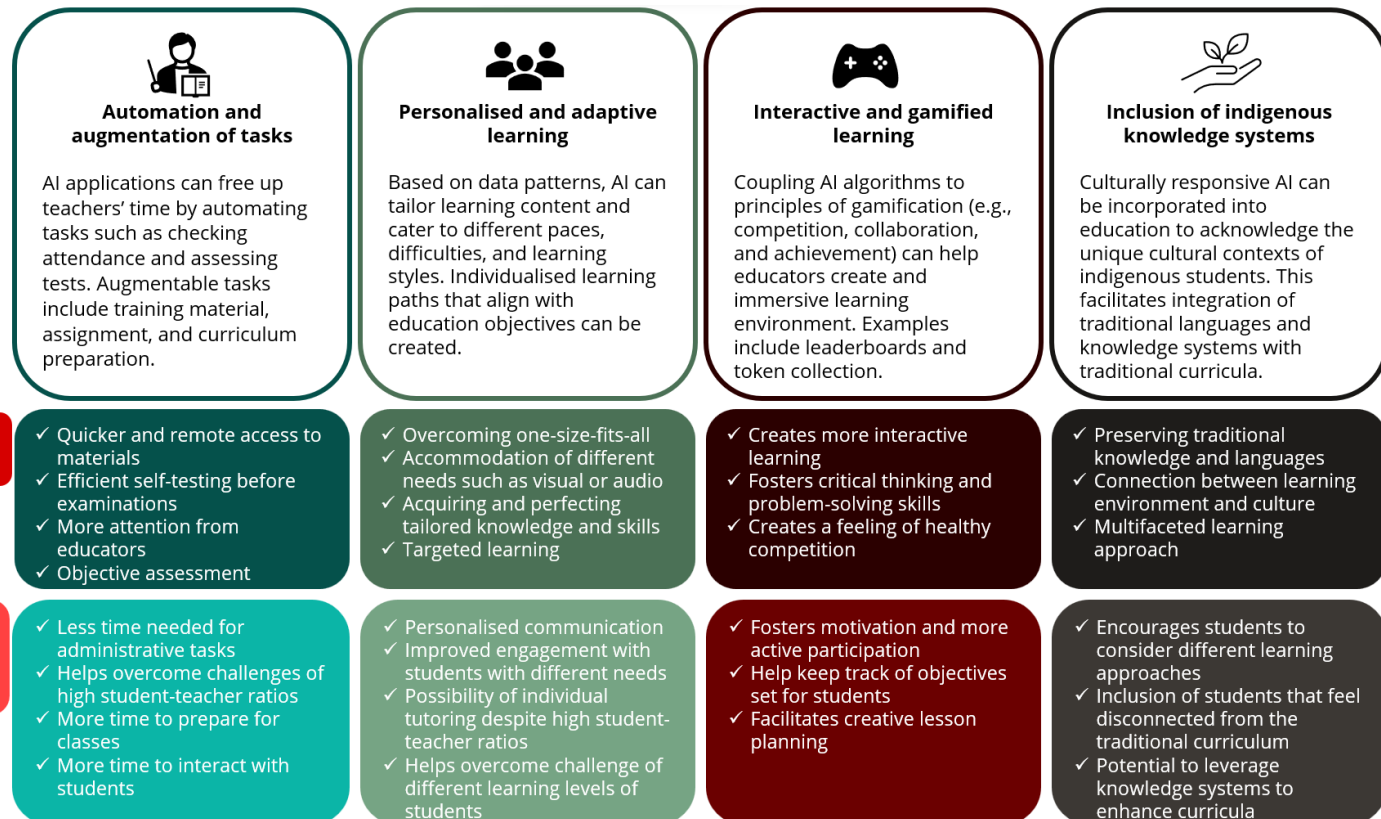 Automation and
augmentation of tasks
AI applications can free up
teachers’ time by automating
tasks such as checking
attendance and assessing
tests. Augmentable tasks
include training material,
assignment, and curriculum
preparation.
Personalised and adaptive
learning
Based on data patterns, AI can
tailor learning content and
cater to different paces,
difficulties, and learning
styles. Individualised learning
paths that align with
education objectives can be
created.
Interactive and gamified
learning
Coupling AI algorithms to
principles of gamification (e.g.,
competition, collaboration,
and achievement) can help
educators create and
immersive learning
environment. Examples
include leaderboards and
token collection.
Inclusion of indigenous
knowledge systems
Culturally responsive AI can
be incorporated into
education to acknowledge the
unique cultural contexts of
indigenous students. This
facilitates integration of
traditional languages and
knowledge systems with
traditional curricula.
✓ Quicker and remote access to
materials
✓ Efficient self-testing before
examinations
✓ More attention from
educators
✓ Objective assessment
✓ Overcoming one-size-fits-all
✓ Accommodation of different
needs such as visual or audio
✓ Acquiring and perfecting
tailored knowledge and skills
✓ Targeted learning
✓ Creates more interactive
learning
✓ Fosters critical thinking and
problem-solving skills
✓ Creates a feeling of healthy
competition
✓ Preserving traditional
knowledge and languages
✓ Connection between learning
environment and culture
✓ Multifaceted learning
approach
✓ Less time needed for
administrative tasks
✓ Helps overcome challenges of
high student-teacher ratios
✓ More time to prepare for
classes
✓ More time to interact with
students
✓ Personalised communication
✓ Improved engagement with
students with different needs
✓ Possibility of individual
tutoring despite high student-
teacher ratios
✓ Helps overcome challenge of
different learning levels of
students
✓ Fosters motivation and more
active participation
✓ Help keep track of objectives
set for students
✓ Facilitates creative lesson
planning
✓ Encourages students to
consider different learning
approaches
✓ Inclusion of students that feel
disconnected from the
traditional curriculum
✓ Potential to leverage
knowledge systems to
enhance curricula